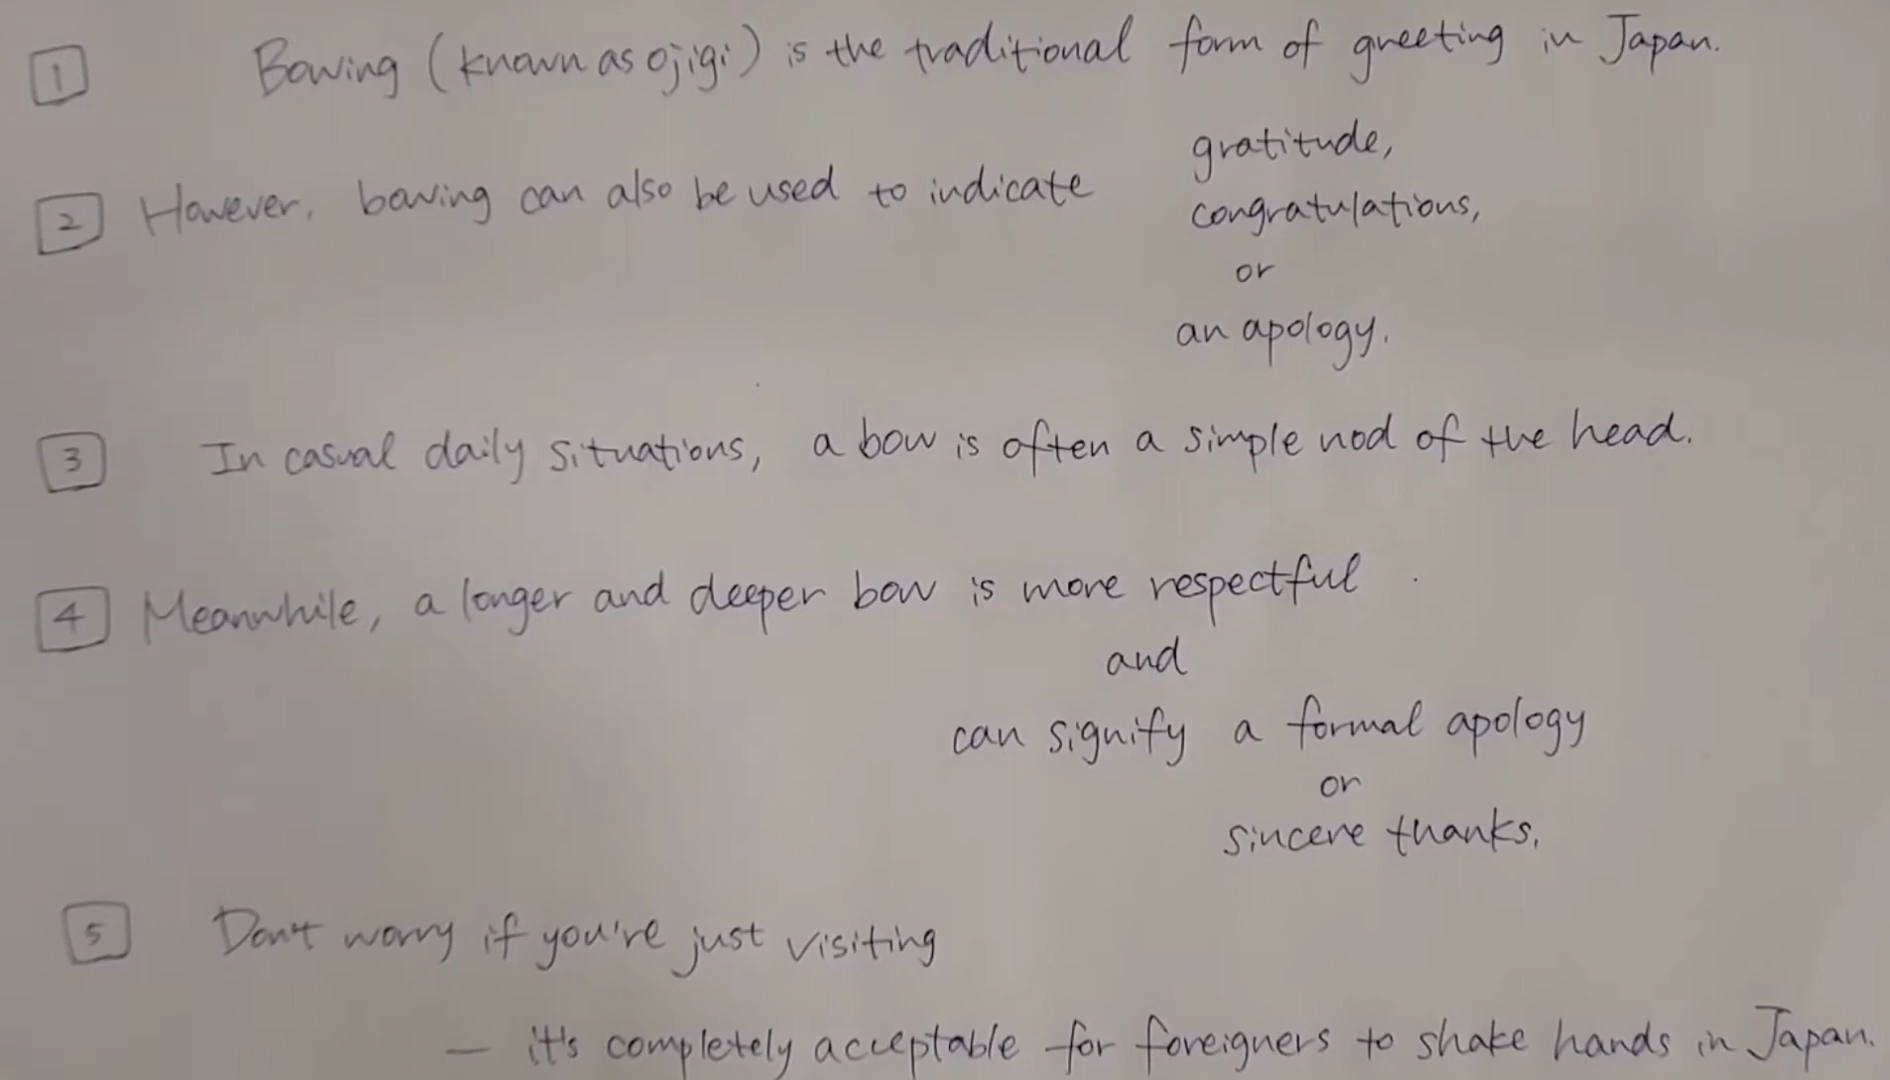 1 Bowing (known as ojigi) is the traditional form of greeting in Japan.
2 However, bowing can also be used to indicate
gratitude,
congratulations,
or
an apology.
3 In casual daily situations, a bow is often a simple nod of the head.
4 Meanwhile, a longer and deeper bow is more respectful
and
can signify a formal apology
or
sincere thanks.
5 Don't worry if you're just visiting
— it's completely acceptable for foreigners to shake hands in Japan.